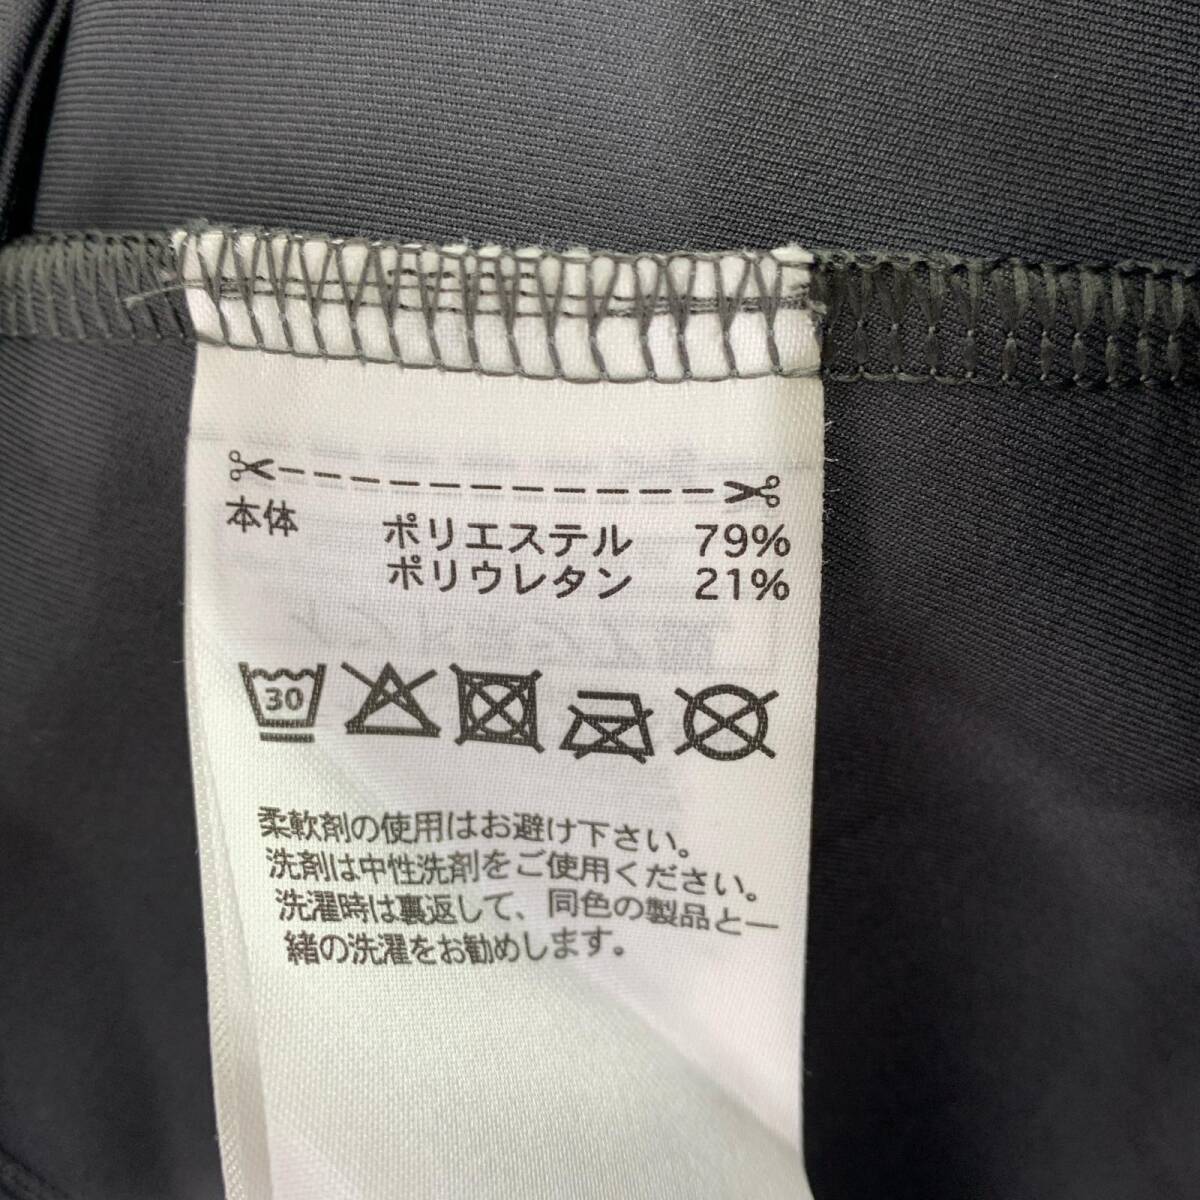 本体 ポリエステル 79%
ポリウレタン 21%
30
柔軟剤の使用はお避け下さい。
洗剤は中性洗剤をご使用ください。
洗濯時は裏返して、同色の製品と一
緒の洗濯をお勧めします。